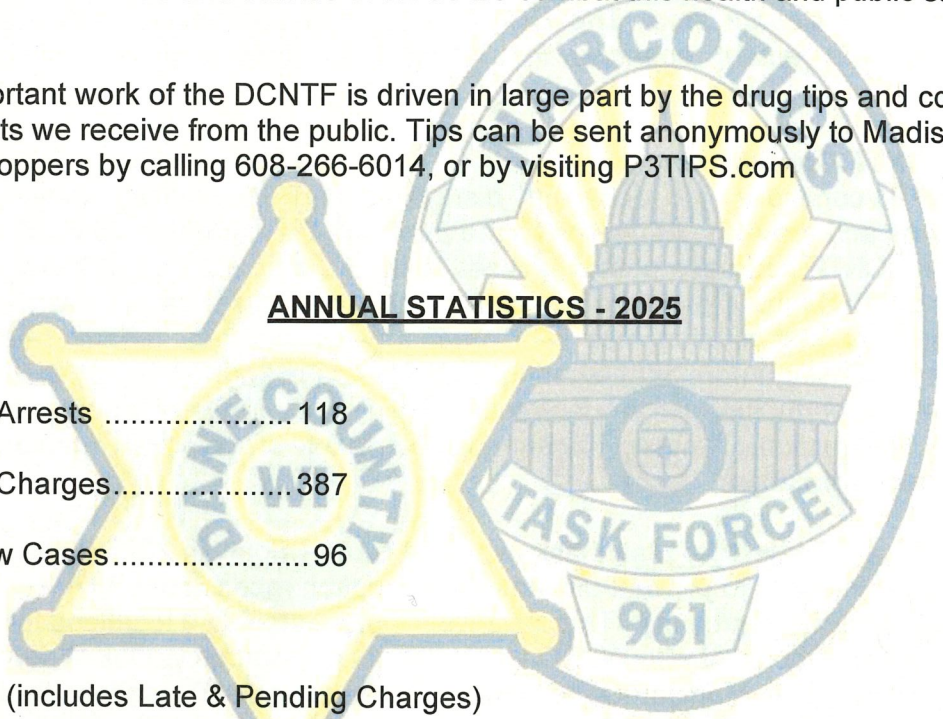 ortant work of the DCNTF is driven in large part by the drug tips and co
ts we receive from the public. Tips can be sent anonymously to Madis
oppers by calling 608-266-6014, or by visiting P3TIPS.com
NARCOTICS
ANNUAL STATISTICS - 2025
Arrests ......................118
Charges.....................387
w Cases.......................96
DANE COUNTY
WI
TASK FORCE
961
(includes Late & Pending Charges)